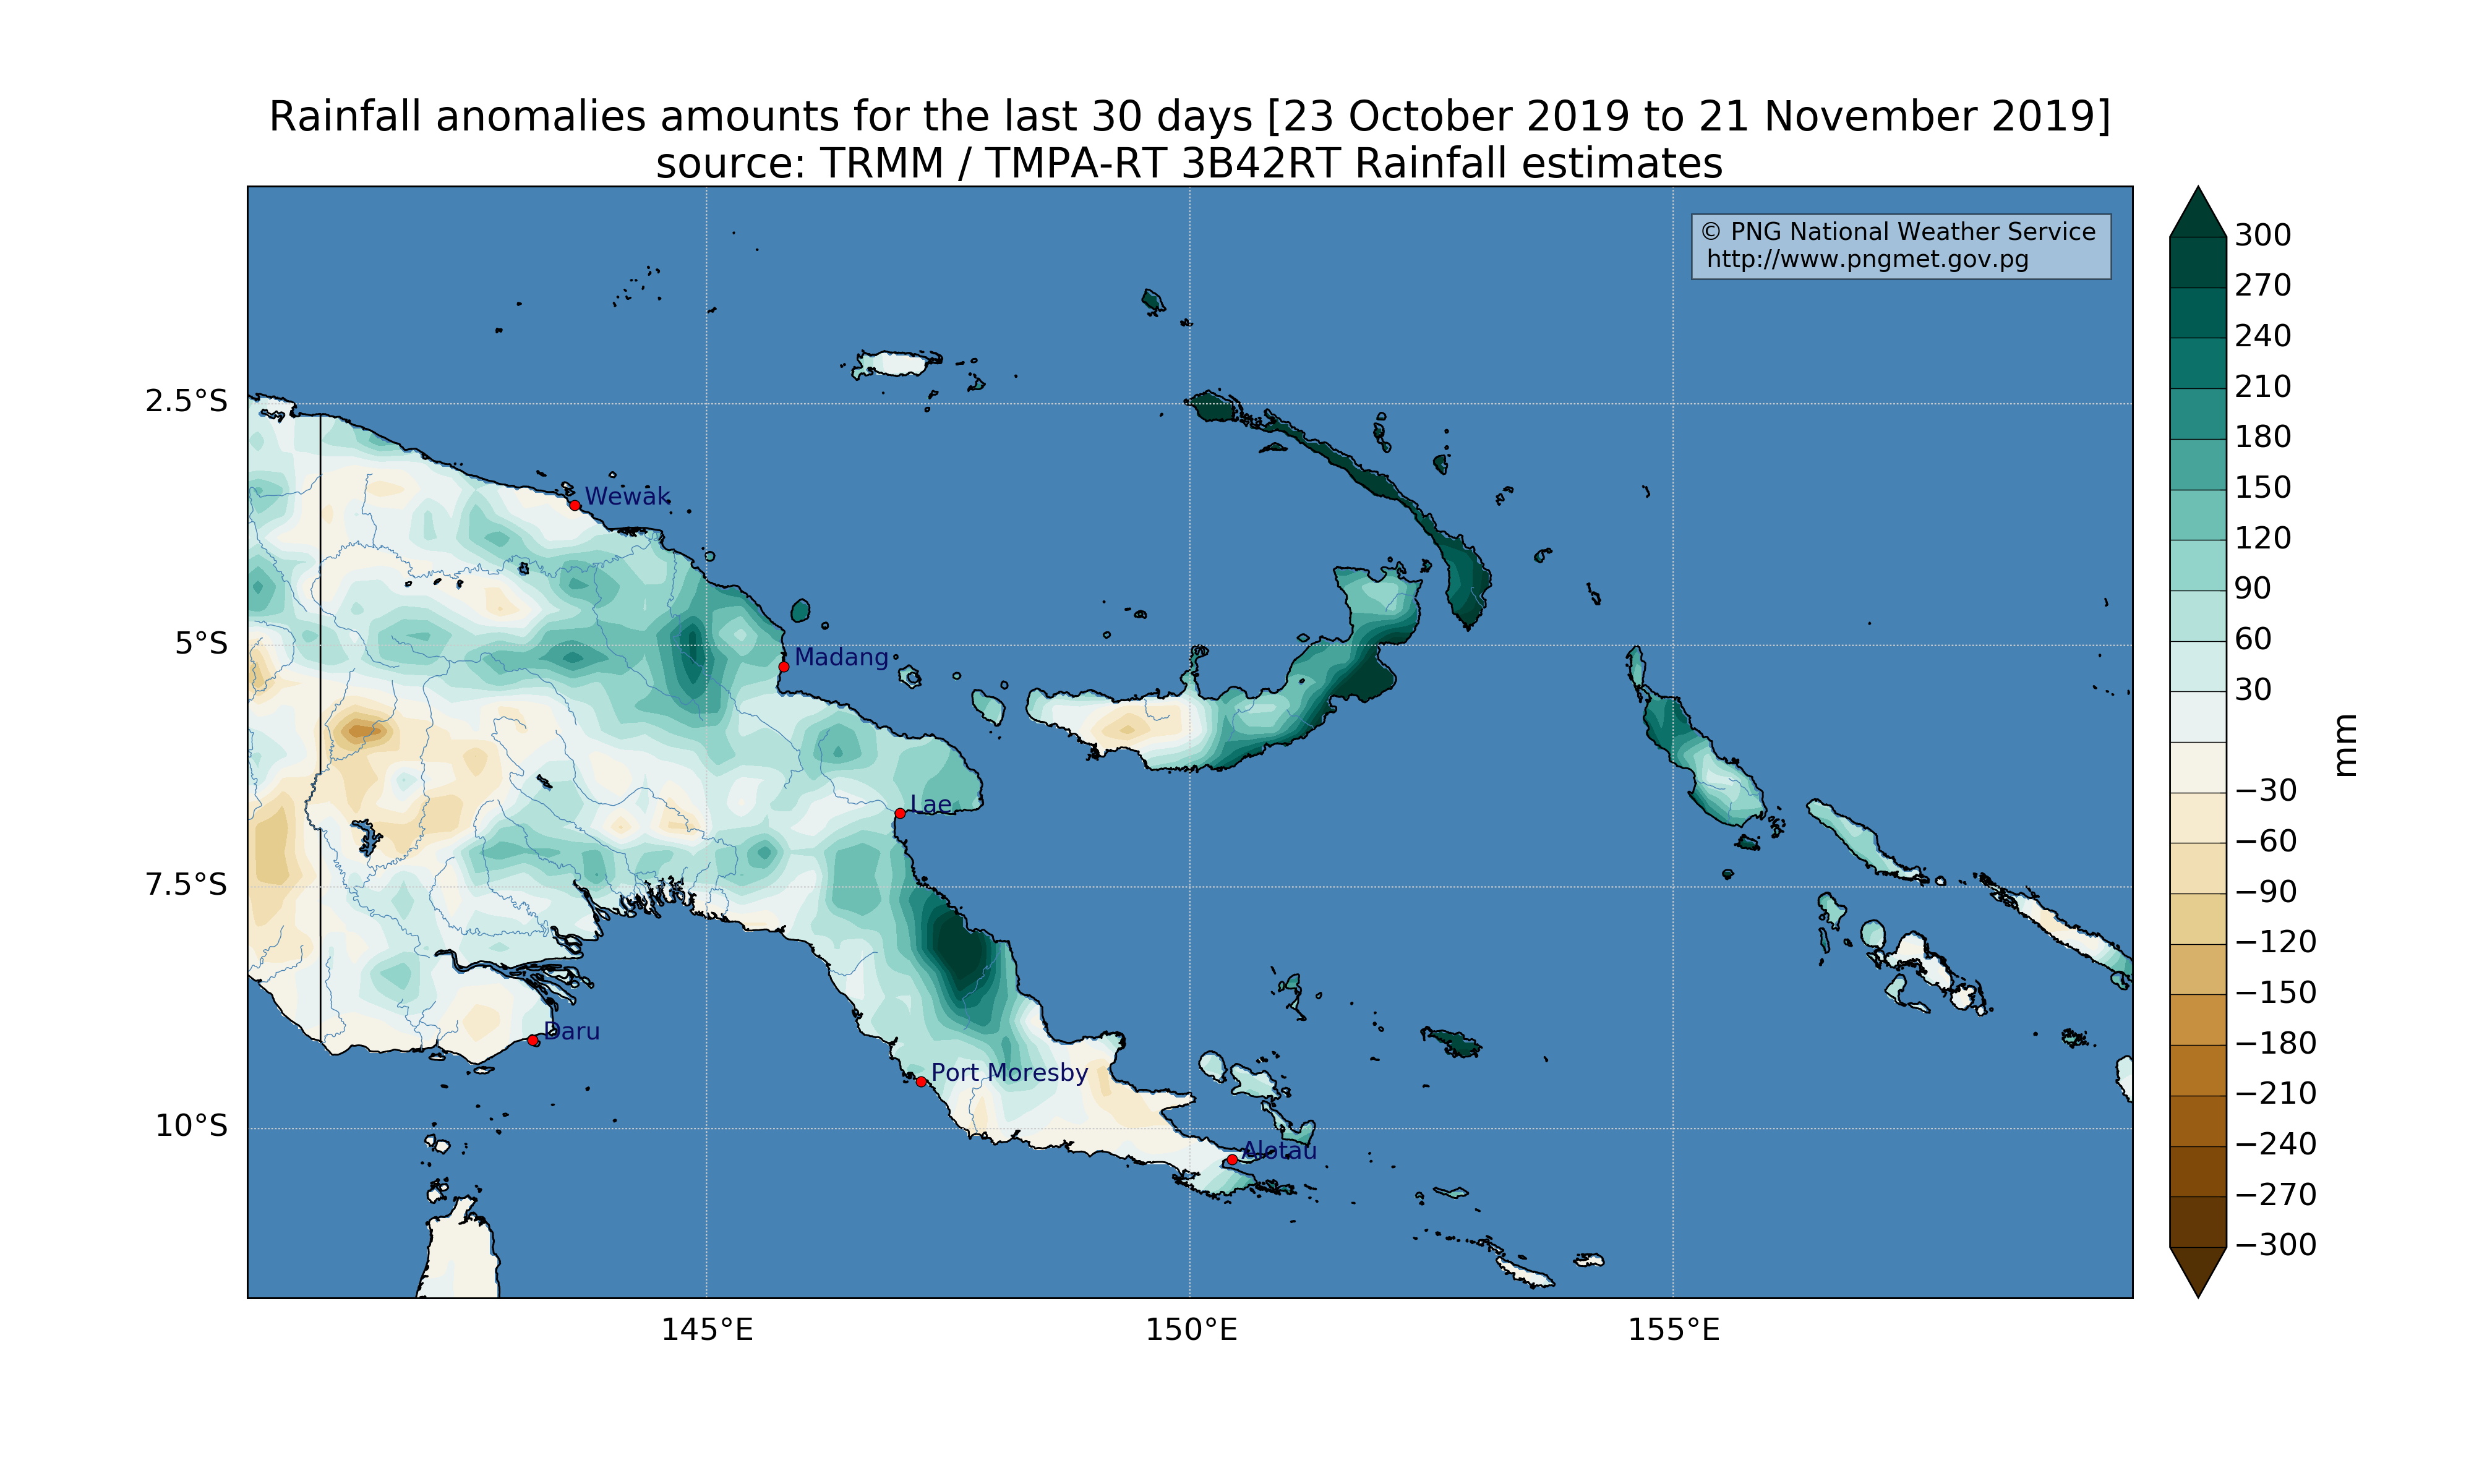 Rainfall anomalies amounts for the last 30 days [23 October 2019 to 21 November 2019]
source: TRMM / TMPA-RT 3B42RT Rainfall estimates
© PNG National Weather Service
http://www.pngmet.gov.pg
2.5°S
5°S
7.5°S
10°S
Wewak
Madang
Lae
Daru
Port Moresby
Alotau
145°E
150°E
155°E
300
270
240
210
180
150
120
90
60
30
−30
−60
−90
−120
−150
−180
−210
−240
−270
−300
mm